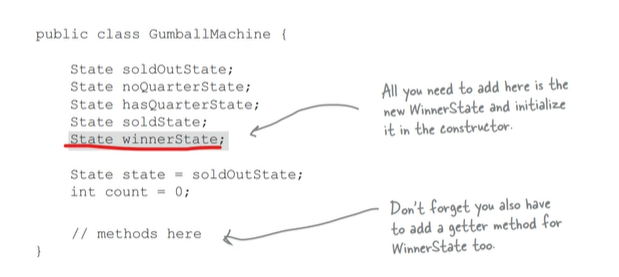 public class GumballMachine {
State soldOutState;
State noQuarterState;
State hasQuarterState;
State soldState;
State winnerState;
All you need to add here is the
new WinnerState and initialize
it in the constructor.
State state = soldOutState;
int count = 0;
// methods here
Don't forget you also have
to add a getter method for
WinnerState too.
}